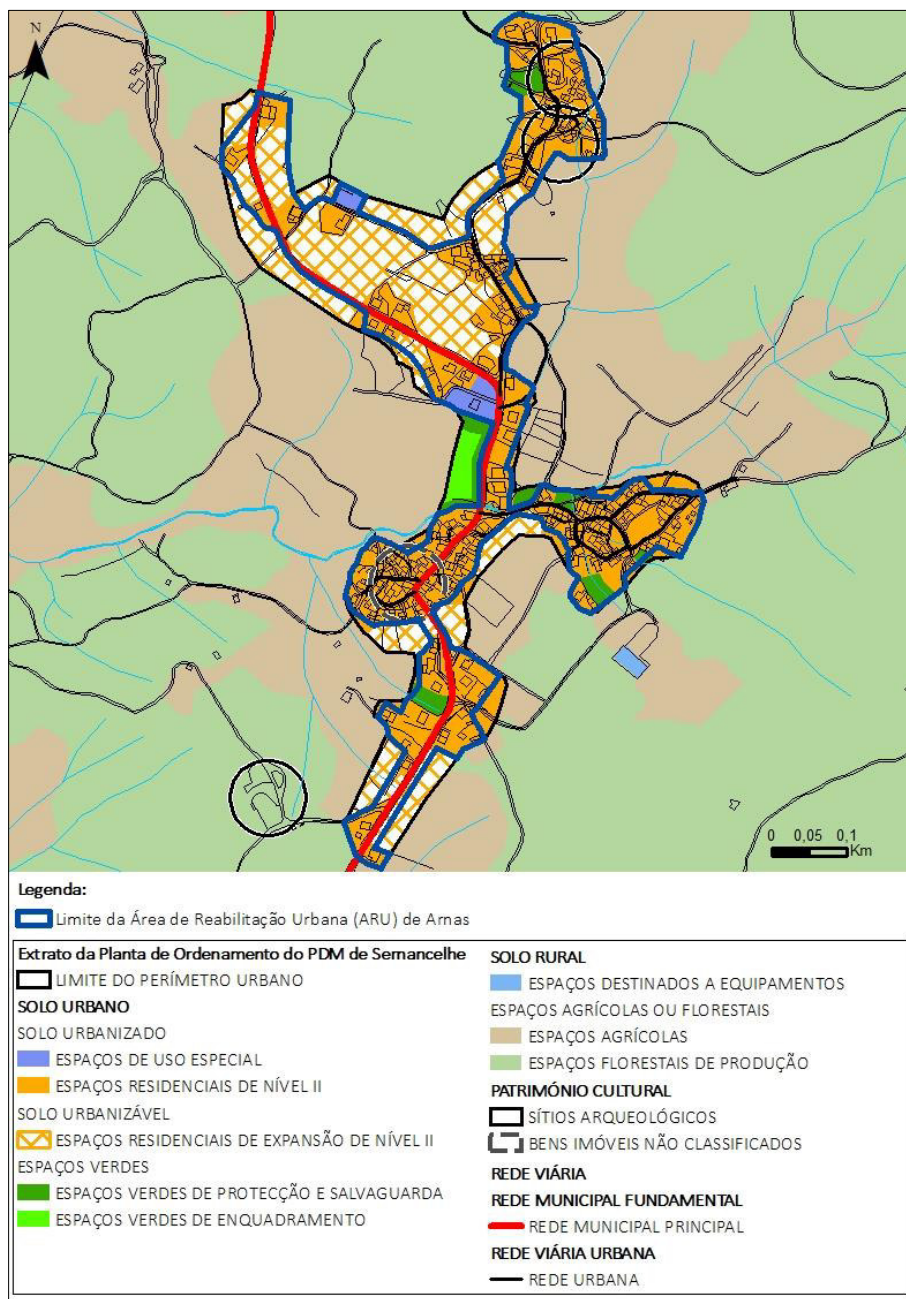 N
0 0,05 0,1
Km
Legenda:
Limite da Área de Reabilitação Urbana (ARU) de Arnas
Extrato da Planta de Ordenamento do PDM de Sernancelhe
LIMITE DO PERÍMETRO URBANO
SOLO URBANO
SOLO URBANIZADO
ESPAÇOS DE USO ESPECIAL
ESPAÇOS RESIDENCIAIS DE NÍVEL II
SOLO URBANIZÁVEL
ESPAÇOS RESIDENCIAIS DE EXPANSÃO DE NÍVEL II
ESPAÇOS VERDES
ESPAÇOS VERDES DE PROTECÇÃO E SALVAGUARDA
ESPAÇOS VERDES DE ENQUADRAMENTO
SOLO RURAL
ESPAÇOS DESTINADOS A EQUIPAMENTOS
ESPAÇOS AGRÍCOLAS OU FLORESTAIS
ESPAÇOS AGRÍCOLAS
ESPAÇOS FLORESTAIS DE PRODUÇÃO
PATRIMÓNIO CULTURAL
SÍTIOS ARQUEOLÓGICOS
BENS IMÓVEIS NÃO CLASSIFICADOS
REDE VIÁRIA
REDE MUNICIPAL FUNDAMENTAL
REDE MUNICIPAL PRINCIPAL
REDE VIÁRIA URBANA
REDE URBANA